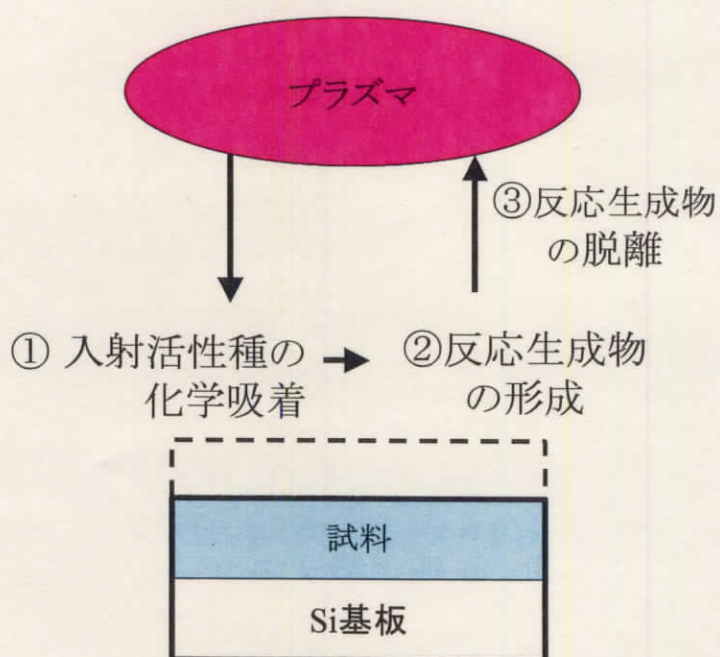 プラズマ
③反応生成物
の脱離
① 入射活性種の
化学吸着
②反応生成物
の形成
試料
Si基板